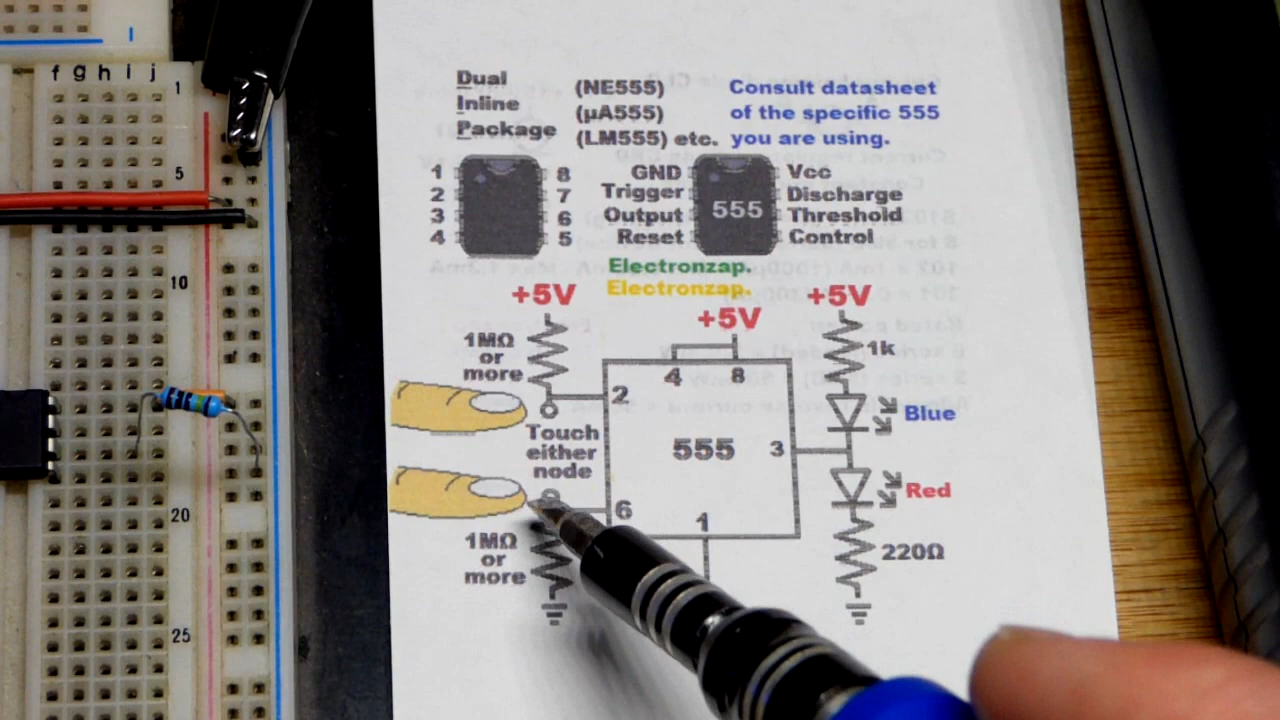 f g h i j
1
5
10
20
25
Dual
Inline
Package
(NE555)
(µA555)
(LM555) etc.
Consult datasheet
of the specific 555
you are using.
1 8
2 7
3 6
4 5
GND Vcc
Trigger Discharge
Output Threshold
Reset Control
555
Electronzap.
Electronzap.
+5V
+5V
+5V
1MΩ
or
more
1k
4 8
2
Blue
Touch
either
node
555
3
Red
6
1
1MΩ
or
more
220Ω